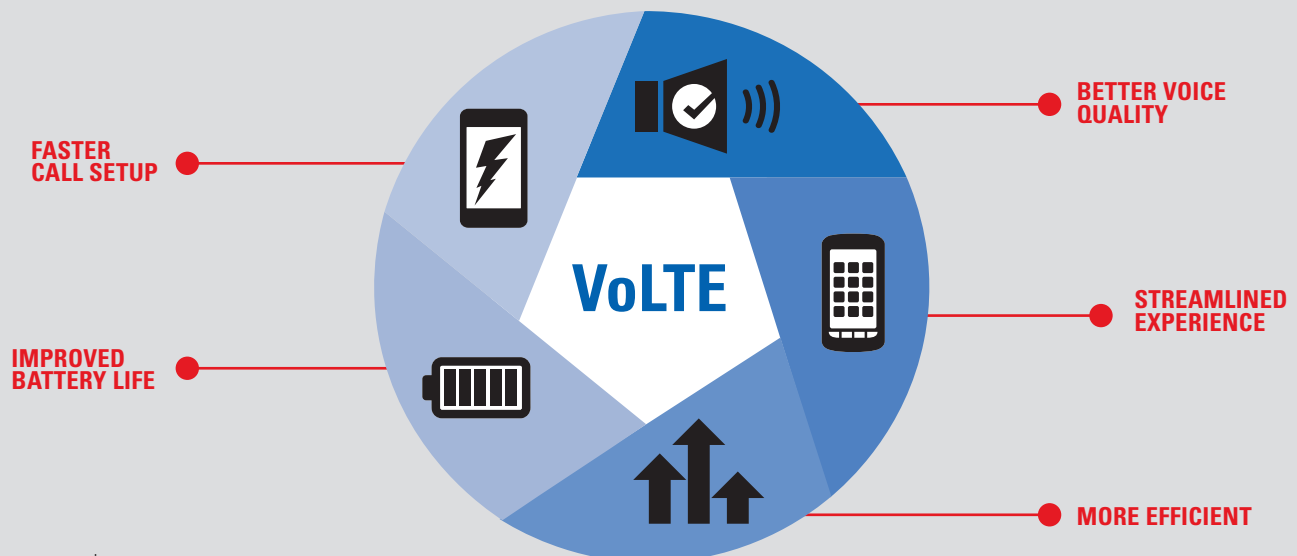 BETTER VOICE
QUALITY
FASTER
CALL SETUP
VoLTE
STREAMLINED
EXPERIENCE
IMPROVED
BATTERY LIFE
MORE EFFICIENT